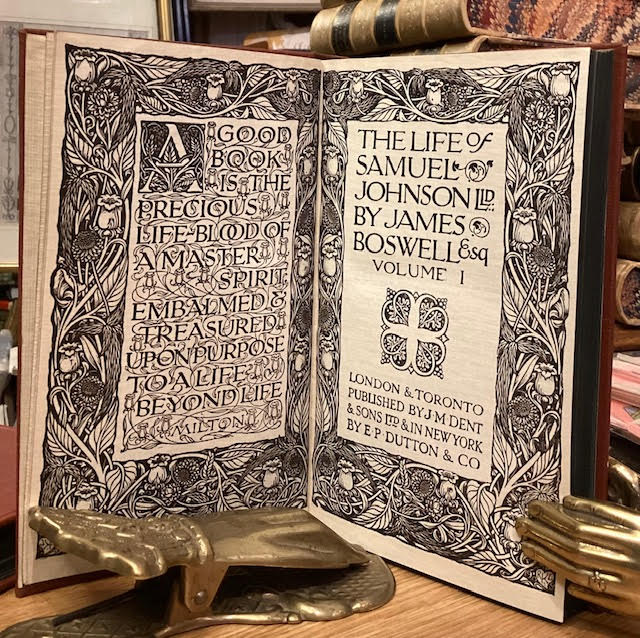 A GOOD
BOOK
IS THE
PRECIOUS
LIFE-BLOOD OF
A MASTER
SPIRIT
EMBALMED &
TREASURED
UPON PURPOSE
TO A LIFE
BEYOND LIFE
MILTON
THE LIFE of
SAMUEL
JOHNSON LLD.
BY JAMES
BOSWELL Esq
VOLUME I
LONDON & TORONTO
PUBLISHED BY J·M DENT
& SONS LTD & IN NEW YORK
BY E·P DUTTON & CO